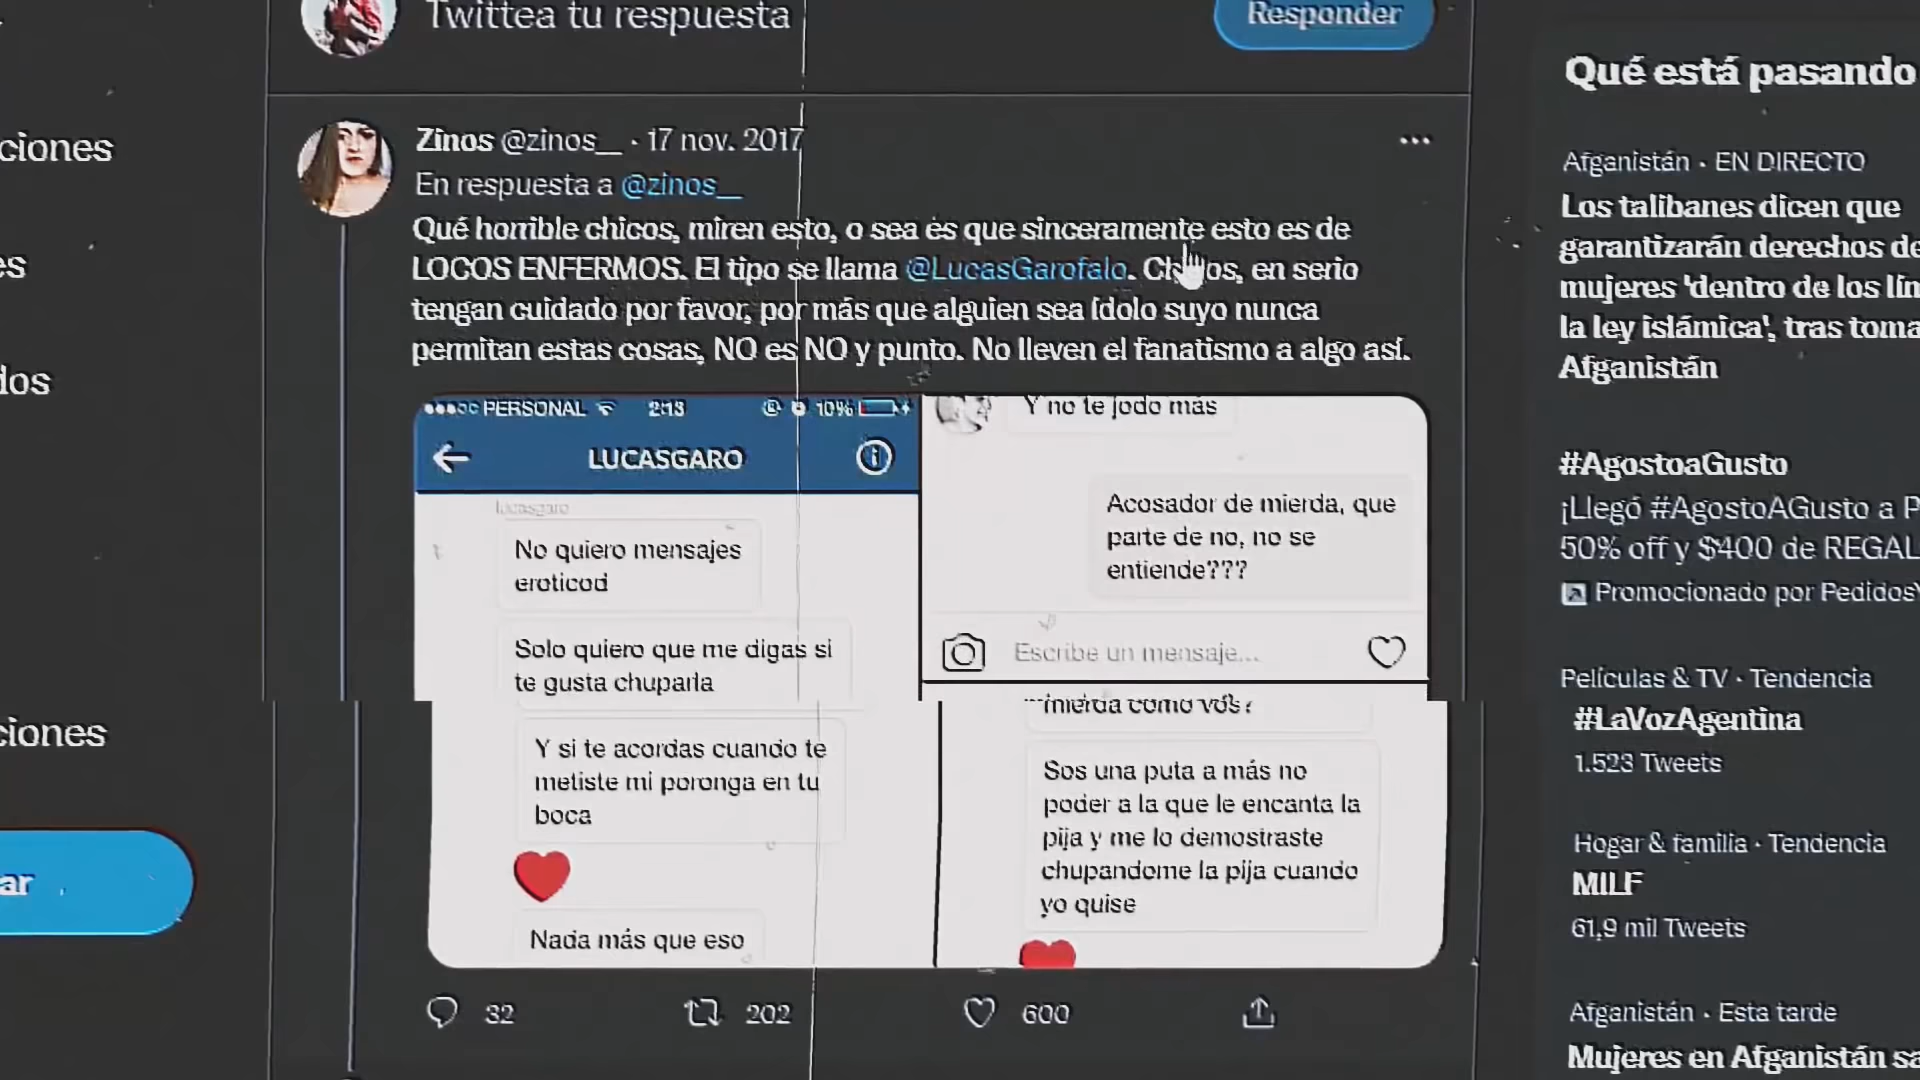 Twittea tu respuesta
Responder
Zinos @zinos__ · 17 nov. 2017
En respuesta a @zinos__
Qué horrible chicos, miren esto, o sea es que sinceramente esto es de
LOCOS ENFERMOS. El tipo se llama @LucasGarofalo. Chicos, en serio
tengan cuidado por favor, por más que alguien sea ídolo suyo nunca
permitan estas cosas, NO es NO y punto. No lleven el fanatismo a algo así.
PERSONAL 2:13 10%
LUCASGARO
lucasgaro
No quiero mensajes
eroticod
Solo quiero que me digas si
te gusta chuparla
Y si te acordas cuando te
metiste mi poronga en tu
boca
Nada más que eso
Y no te jodo más
Acosador de mierda, que
parte de no, no se
entiende???
Escribe un mensaje...
mierda como vos?
Sos una puta a más no
poder a la que le encanta la
pija y me lo demostraste
chupandome la pija cuando
yo quise
32
202
600
ciones
es
dos
ciones
ar
Qué está pasando
Afganistán · EN DIRECTO
Los talibanes dicen que
garantizarán derechos de
mujeres 'dentro de los lím
la ley islámica', tras toma
Afganistán
#AgostoaGusto
¡Llegó #AgostoAGusto a P
50% off y $400 de REGAL
Promocionado por PedidosY
Películas & TV · Tendencia
#LaVozAgentina
1.523 Tweets
Hogar & familia · Tendencia
MILF
61,9 mil Tweets
Afganistán · Esta tarde
Mujeres en Afganistán sa